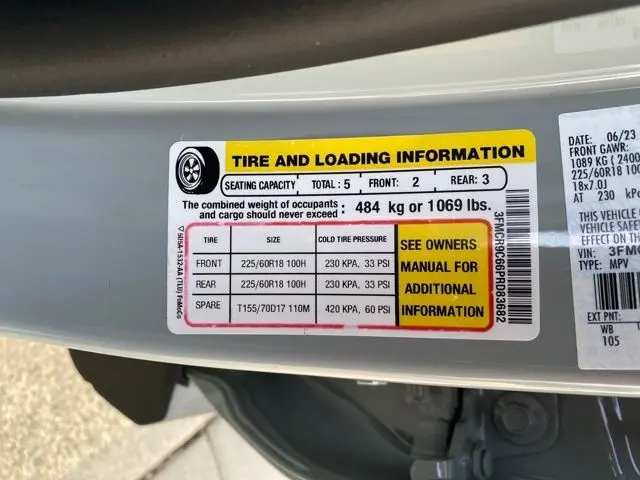 TIRE AND LOADING INFORMATION
SEATING CAPACITY TOTAL: 5 FRONT: 2 REAR: 3
The combined weight of occupants and cargo should never exceed: 484 kg or 1069 lbs.
TIRE SIZE COLD TIRE PRESSURE
FRONT 225/60R18 100H 230 KPA, 33 PSI
REAR 225/60R18 100H 230 KPA, 33 PSI
SPARE T155/70D17 110M 420 KPA, 60 PSI
SEE OWNERS
MANUAL FOR
ADDITIONAL
INFORMATION
3FMCR9C66PRD83682
DATE: 06/23
FRONT GAWR:
1089 KG (2400
225/60R18 100
18x7.0J
AT 230 kP
THIS VEHICLE
VEHICLE SAFE
EFFECT ON THE
VIN: 3FMC
TYPE: MPV
EXT PNT:
WB
105